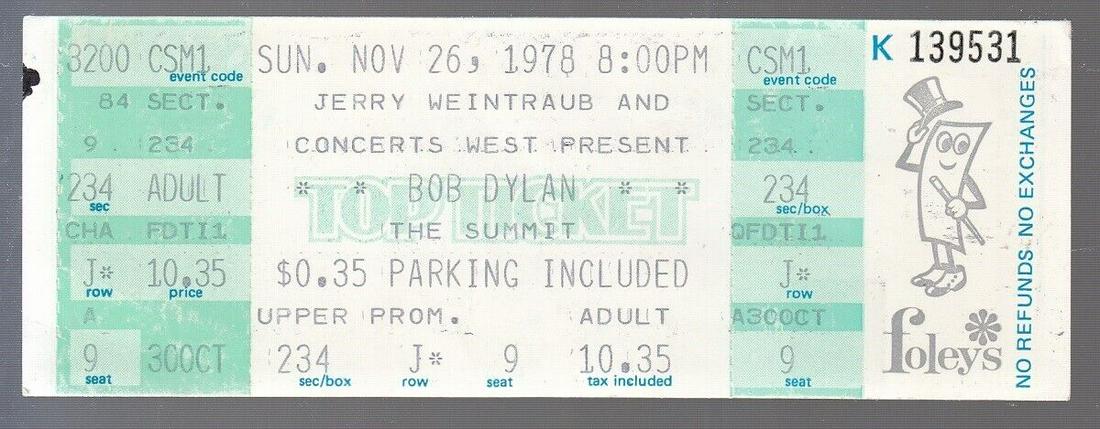 3200 CSM1
event code
84 SECT.
9 234
234 ADULT
sec
CHA FDTI1
J* 10.35
row price
A
9 30OCT
seat
SUN. NOV 26, 1978 8:00PM
JERRY WEINTRAUB AND
CONCERTS WEST PRESENT
* * BOB DYLAN * *
TOP TICKET
THE SUMMIT
$0.35 PARKING INCLUDED
UPPER PROM. ADULT
234 J* 9 10.35
sec/box row seat tax included
CSM1
event code
SECT.
234
234
sec/box
QFDTI1
J*
row
A30OCT
9
seat
K 139531
foley*s
NO REFUNDS NO EXCHANGES